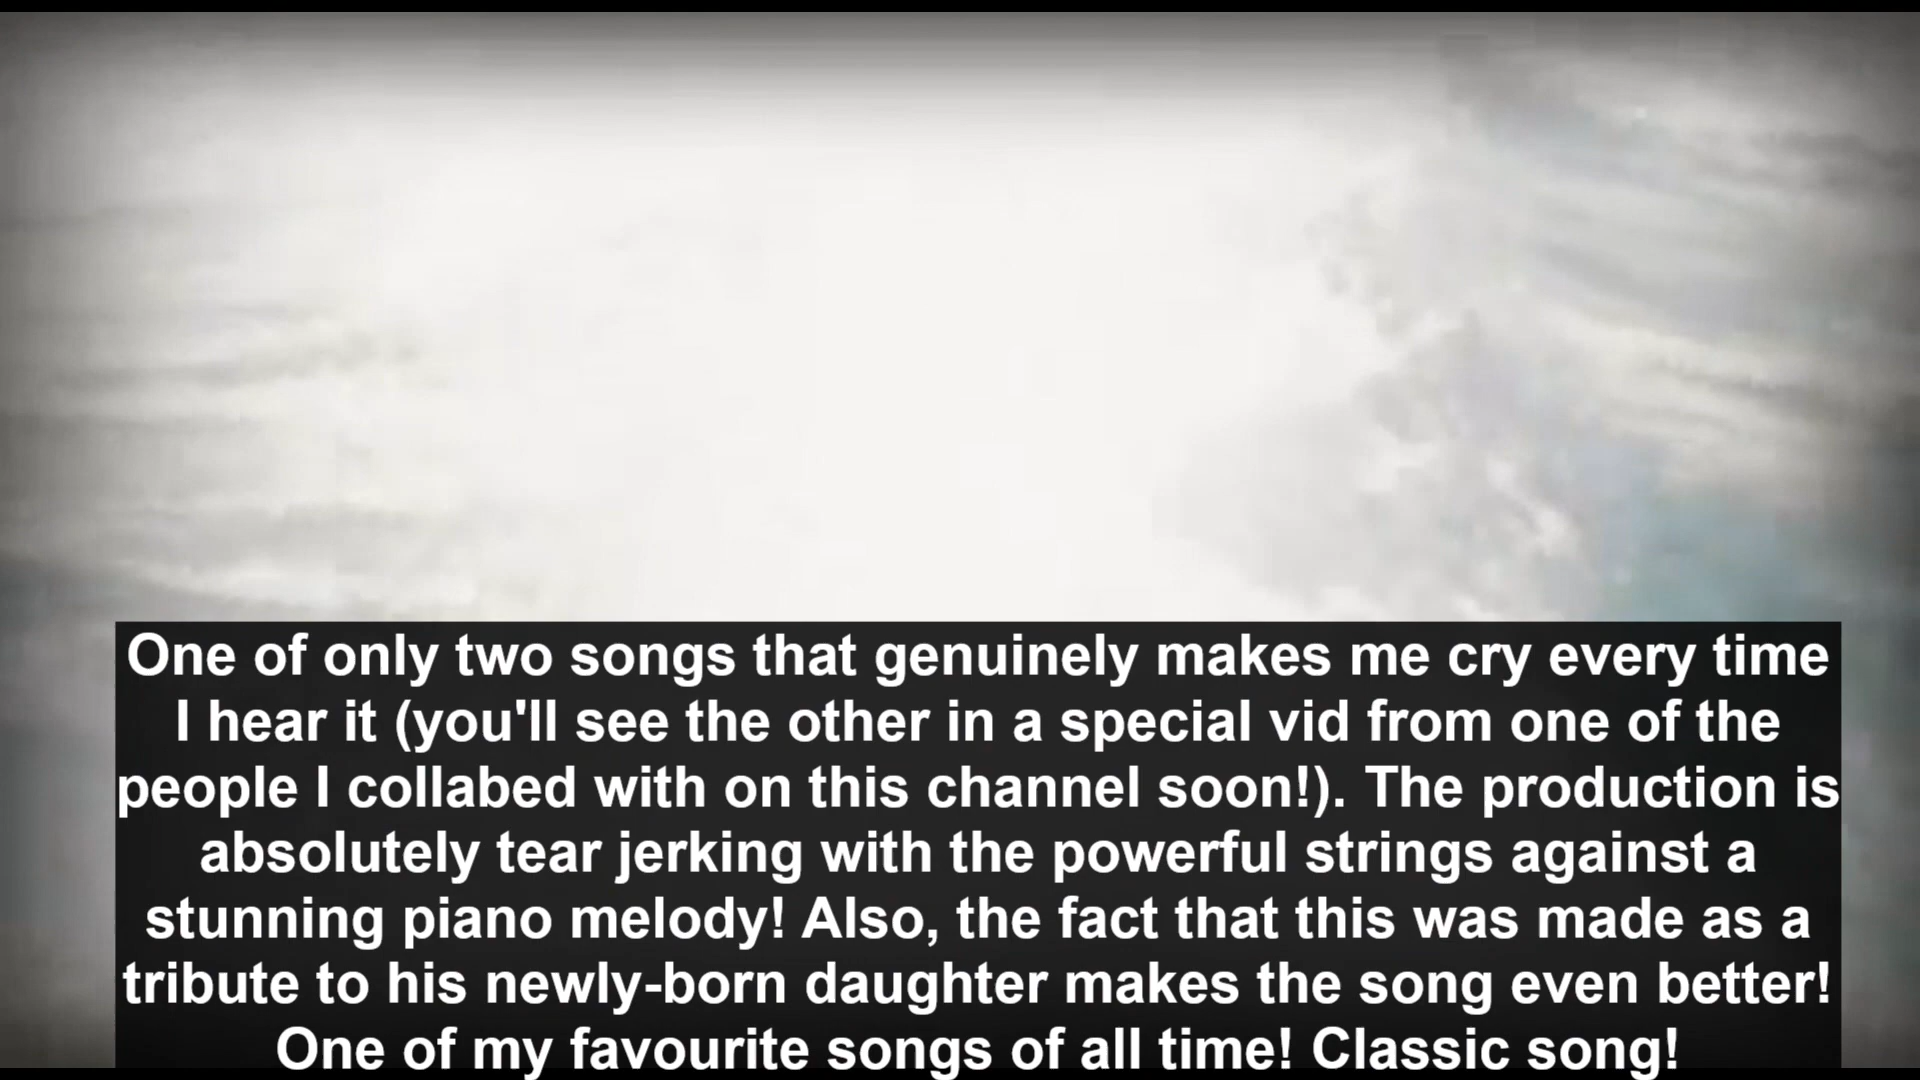 One of only two songs that genuinely makes me cry every time
I hear it (you'll see the other in a special vid from one of the
people I collabed with on this channel soon!). The production is
absolutely tear jerking with the powerful strings against a
stunning piano melody! Also, the fact that this was made as a
tribute to his newly-born daughter makes the song even better!
One of my favourite songs of all time! Classic song!